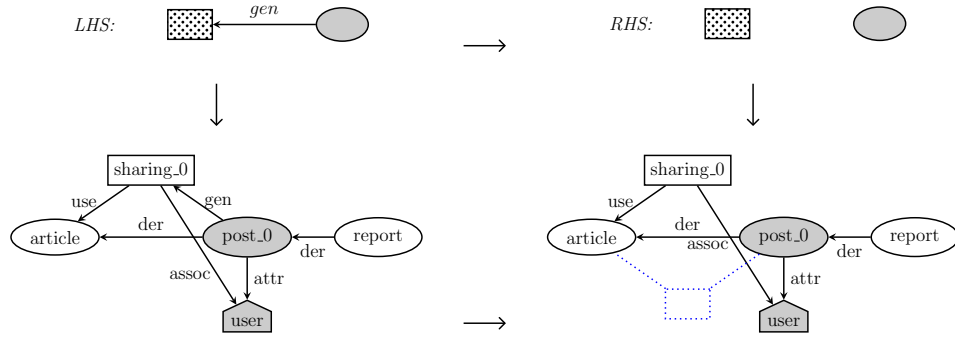 LHS:
gen
RHS:
sharing_0
use
gen
article
der
post_0
der
report
assoc
attr
user
sharing_0
use
article
der
assoc
post_0
der
report
attr
user